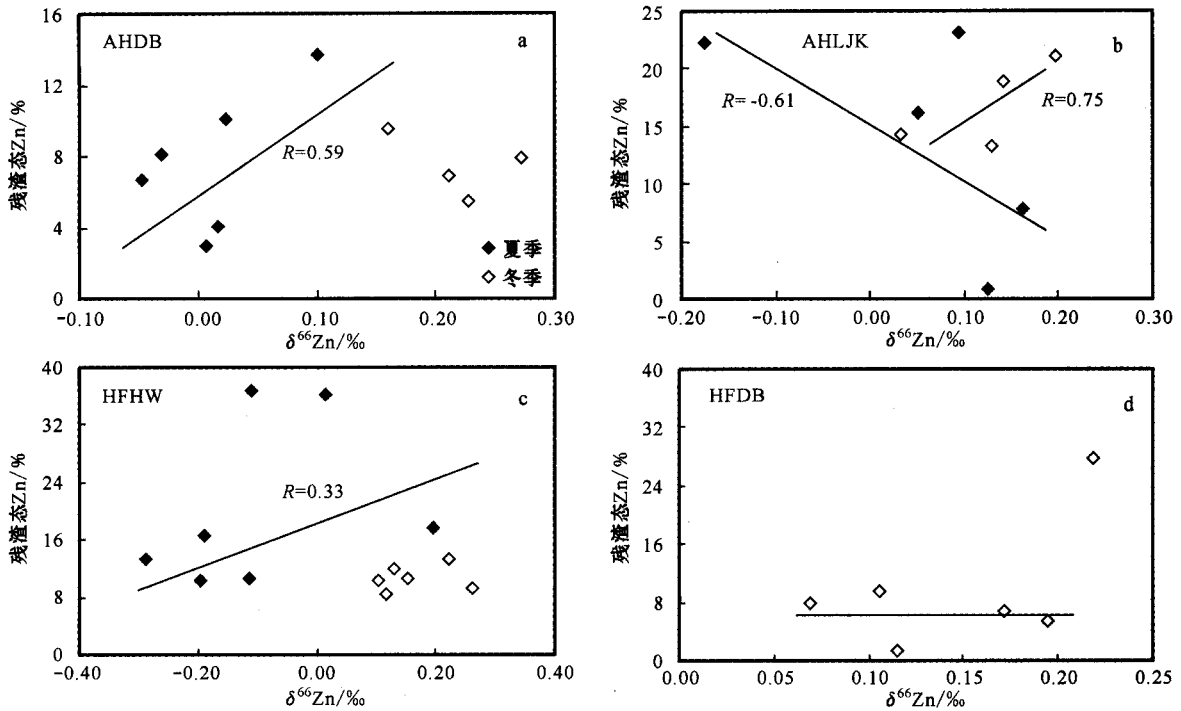 16
12
8
4
0
残渣态Zn/%
AHDB
a
R=0.59
◆ 夏季
◇ 冬季
-0.10
0.00
0.10
0.20
0.30
δ⁶⁶Zn/‰
25
20
15
10
5
0
残渣态Zn/%
AHLJK
b
R= -0.61
R=0.75
-0.20
0.00
0.10
0.20
0.30
δ⁶⁶Zn/‰
40
32
24
16
8
0
残渣态Zn/%
HFHW
c
R=0.33
-0.40
-0.20
0.00
0.20
0.40
δ⁶⁶Zn/‰
40
32
24
16
8
0
残渣态Zn/%
HFDB
d
0.00
0.05
0.10
0.15
0.20
0.25
δ⁶⁶Zn/‰